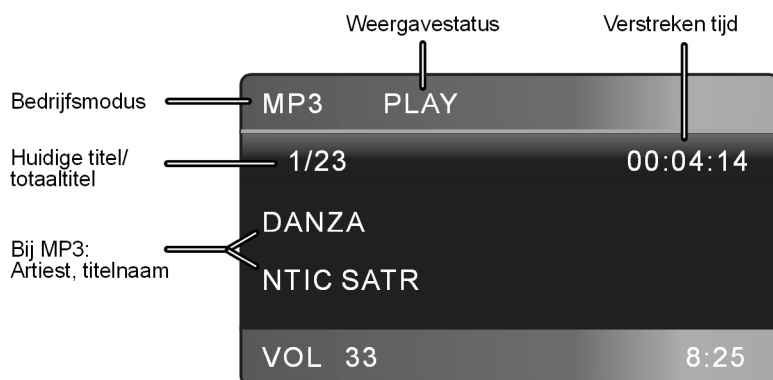 Weergavestatus
Verstreken tijd
Bedrijfsmodus
MP3 PLAY
Huidige titel/
totaaltitel
1/23 00:04:14
DANZA
Bij MP3:
Artiest, titelnaam
NTIC SATR
VOL 33 8:25